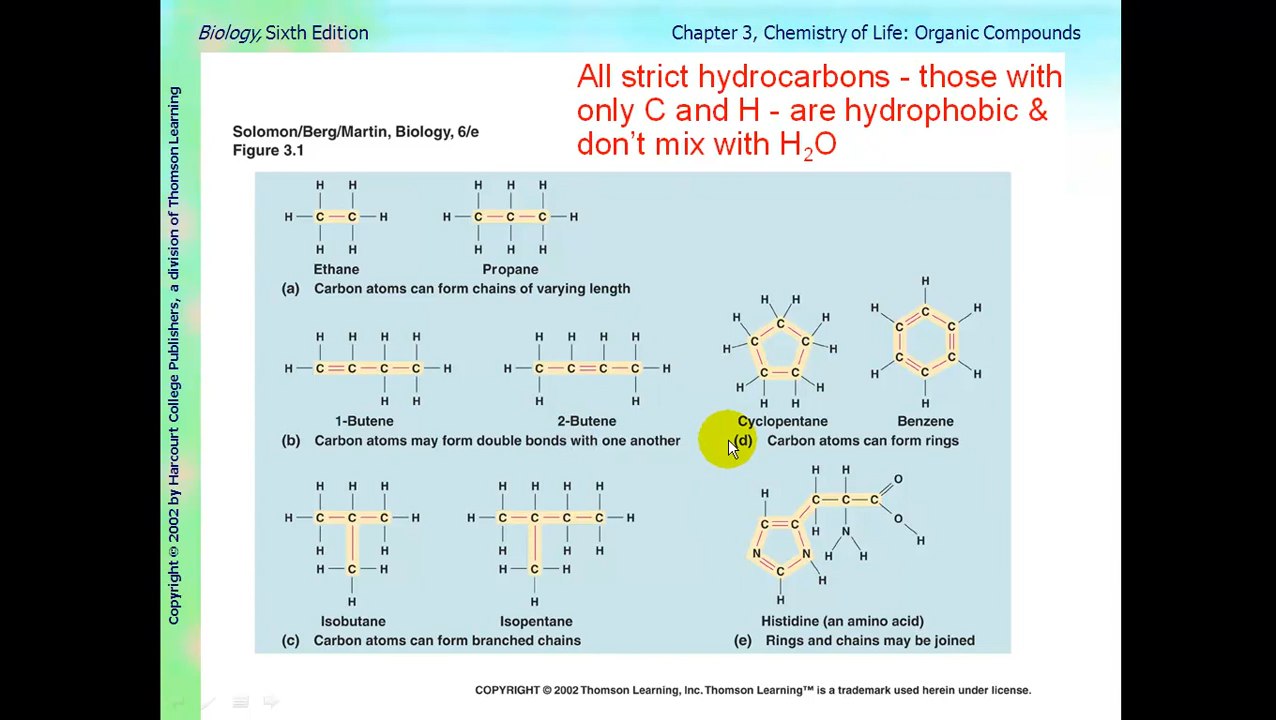 Biology, Sixth Edition
Chapter 3, Chemistry of Life: Organic Compounds
All strict hydrocarbons - those with
only C and H - are hydrophobic &
don't mix with H₂O
Solomon/Berg/Martin, Biology, 6/e
Figure 3.1
Copyright © 2002 by Harcourt College Publishers, a division of Thomson Learning
H H
H C C H
H H
Ethane
H H H
H C C C H
H H H
Propane
(a) Carbon atoms can form chains of varying length
H H H H
H C C C C H
H H
1-Butene
H H H H
H C C C C H
H H
2-Butene
(b) Carbon atoms may form double bonds with one another
H H H
H C C C H
H H
H C H
H
Isobutane
H H H H
H C C C C H
H H H
H C H
H
Isopentane
(c) Carbon atoms can form branched chains
H H
H C H
H C C H
H C C H
H H
Cyclopentane
H
H C H
C C
C C
H C H
H
Benzene
(d) Carbon atoms can form rings
H H O
H C C C
C C H N O
N N H H H
C H
H
Histidine (an amino acid)
(e) Rings and chains may be joined
COPYRIGHT © 2002 Thomson Learning, Inc. Thomson Learning™ is a trademark used herein under license.